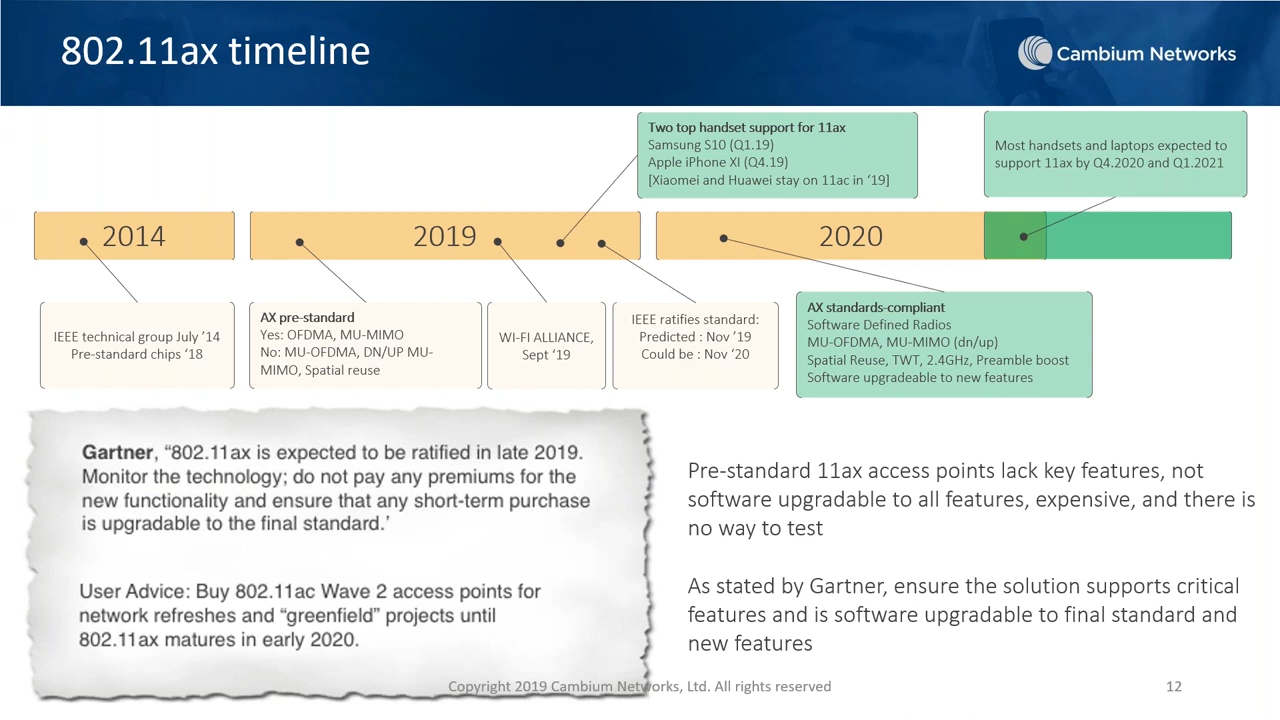 802.11ax timeline
Cambium Networks
Two top handset support for 11ax
Samsung S10 (Q1.19)
Apple iPhone XI (Q4.19)
[Xiaomei and Huawei stay on 11ac in ‘19]
Most handsets and laptops expected to
support 11ax by Q4.2020 and Q1.2021
2014
2019
2020
IEEE technical group July ’14
Pre-standard chips ‘18
AX pre-standard
Yes: OFDMA, MU-MIMO
No: MU-OFDMA, DN/UP MU-
MIMO, Spatial reuse
WI-FI ALLIANCE,
Sept ‘19
IEEE ratifies standard:
Predicted : Nov ’19
Could be : Nov ‘20
AX standards-compliant
Software Defined Radios
MU-OFDMA, MU-MIMO (dn/up)
Spatial Reuse, TWT, 2.4GHz, Preamble boost
Software upgradeable to new features
Gartner, “802.11ax is expected to be ratified in late 2019.
Monitor the technology; do not pay any premiums for the
new functionality and ensure that any short-term purchase
is upgradable to the final standard.’
User Advice: Buy 802.11ac Wave 2 access points for
network refreshes and “greenfield” projects until
802.11ax matures in early 2020.
Pre-standard 11ax access points lack key features, not
software upgradable to all features, expensive, and there is
no way to test
As stated by Gartner, ensure the solution supports critical
features and is software upgradable to final standard and
new features
Copyright 2019 Cambium Networks, Ltd. All rights reserved
12